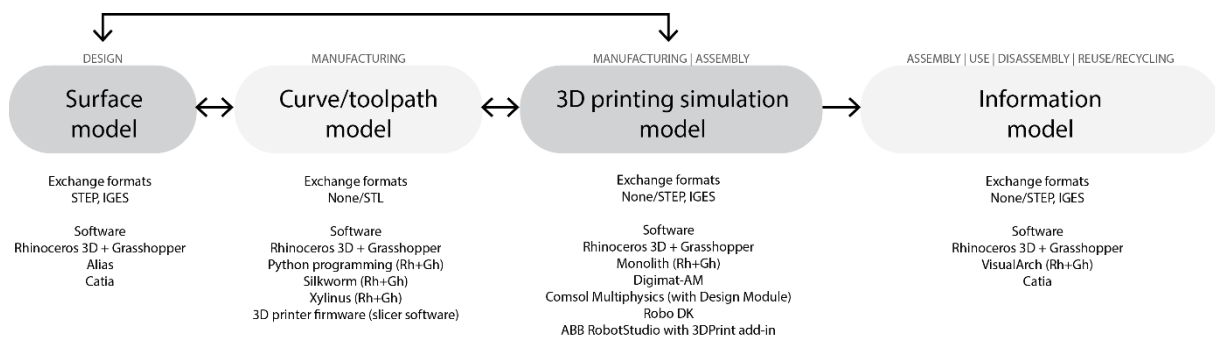 DESIGN
Surface
model
Exchange formats
STEP, IGES
Software
Rhinoceros 3D + Grasshopper
Alias
Catia
MANUFACTURING
Curve/toolpath
model
Exchange formats
None/STL
Software
Rhinoceros 3D + Grasshopper
Python programming (Rh+Gh)
Silkworm (Rh+Gh)
Xylinus (Rh+Gh)
3D printer firmware (slicer software)
MANUFACTURING | ASSEMBLY
3D printing simulation
model
Exchange formats
None/STEP, IGES
Software
Rhinoceros 3D + Grasshopper
Monolith (Rh+Gh)
Digimat-AM
Comsol Multiphysics (with Design Module)
Robo DK
ABB RobotStudio with 3DPrint add-in
ASSEMBLY | USE | DISASSEMBLY | REUSE/RECYCLING
Information
model
Exchange formats
None/STEP, IGES
Software
Rhinoceros 3D + Grasshopper
VisualArch (Rh+Gh)
Catia